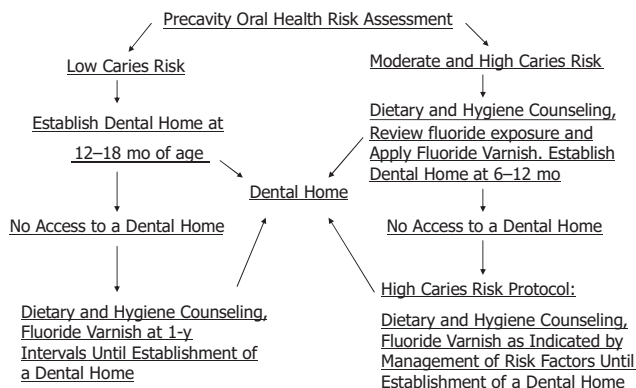 Precavity Oral Health Risk Assessment
Low Caries Risk
Establish Dental Home at
12–18 mo of age
No Access to a Dental Home
Dietary and Hygiene Counseling,
Fluoride Varnish at 1-y
Intervals Until Establishment of
a Dental Home
Dental Home
Moderate and High Caries Risk
Dietary and Hygiene Counseling,
Review fluoride exposure and
Apply Fluoride Varnish. Establish
Dental Home at 6–12 mo
No Access to a Dental Home
High Caries Risk Protocol:
Dietary and Hygiene Counseling,
Fluoride Varnish as Indicated by
Management of Risk Factors Until
Establishment of a Dental Home